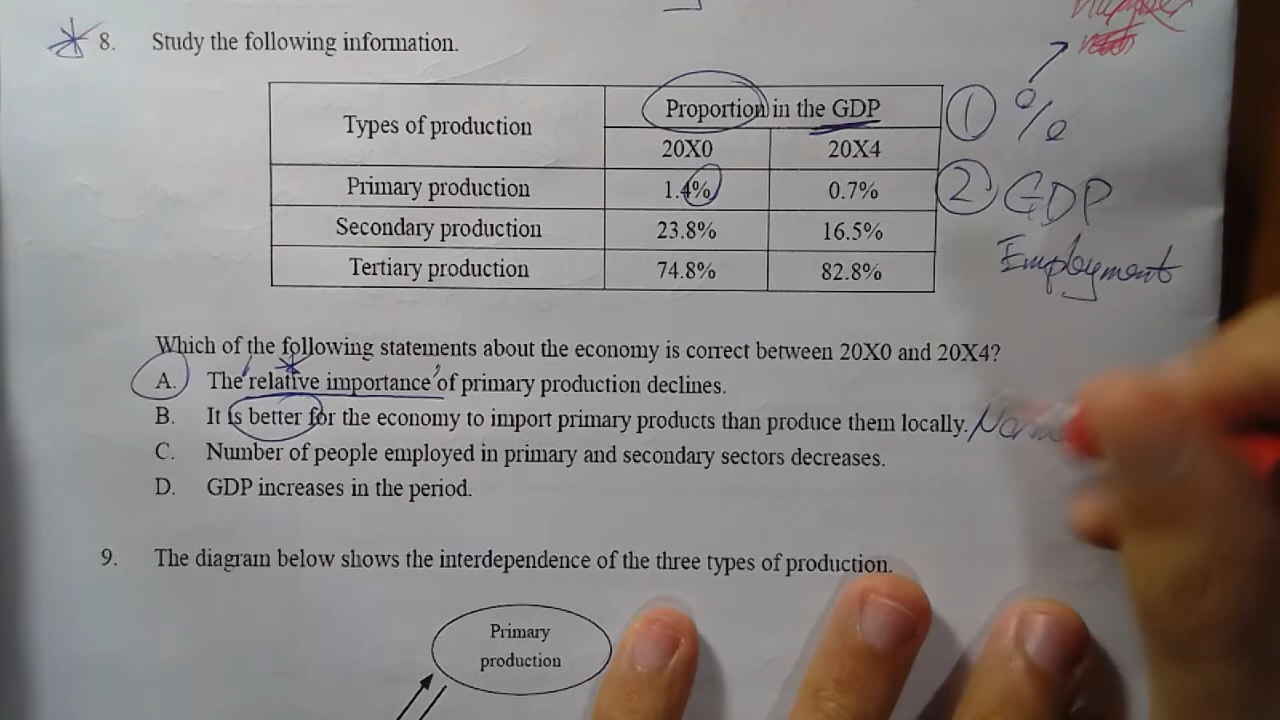 8. Study the following information.
Types of production
Proportion in the GDP
20X0 20X4
Primary production 1.4% 0.7%
Secondary production 23.8% 16.5%
Tertiary production 74.8% 82.8%
① %
② GDP
Employment
Which of the following statements about the economy is correct between 20X0 and 20X4?
A. The relative importance of primary production declines.
B. It is better for the economy to import primary products than produce them locally.
C. Number of people employed in primary and secondary sectors decreases.
D. GDP increases in the period.
9. The diagram below shows the interdependence of the three types of production.
Primary
production